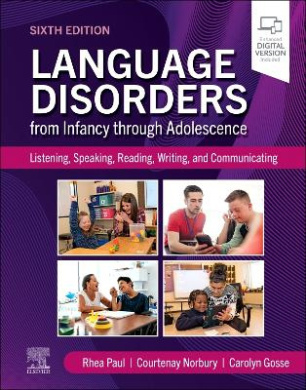 SIXTH EDITION
Enhanced
DIGITAL
VERSION
Included
LANGUAGE
DISORDERS
from Infancy through Adolescence
Listening, Speaking, Reading, Writing, and Communicating
ELSEVIER
Rhea Paul | Courtenay Norbury | Carolyn Gosse